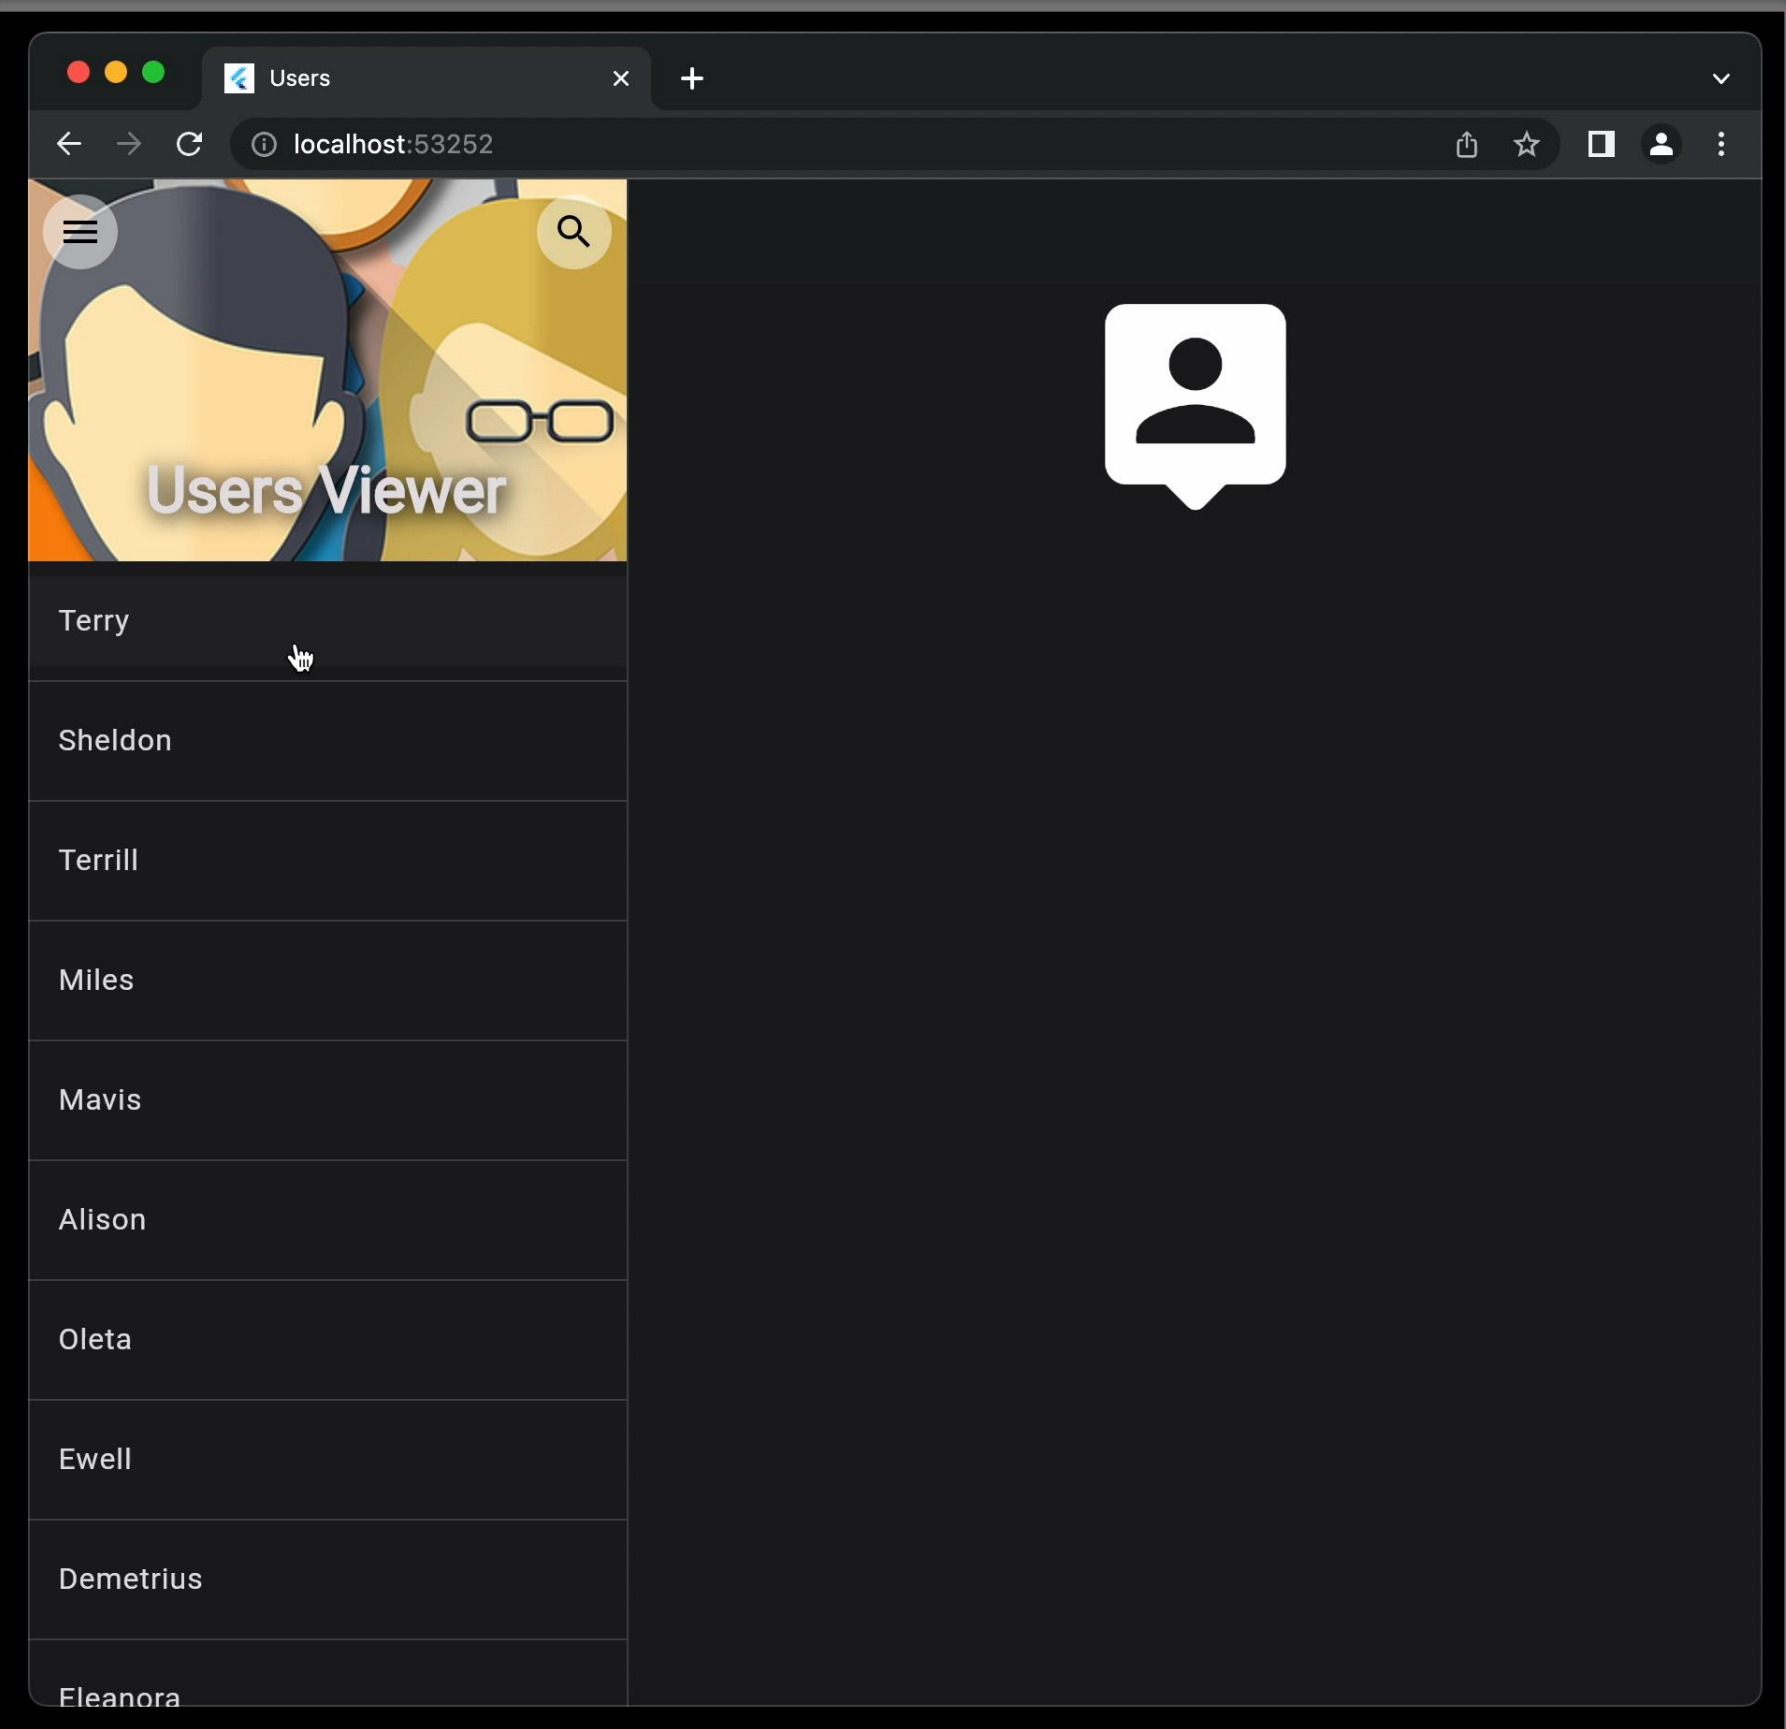 Users
localhost:53252
Users Viewer
Terry
Sheldon
Terrill
Miles
Mavis
Alison
Oleta
Ewell
Demetrius
Eleanora